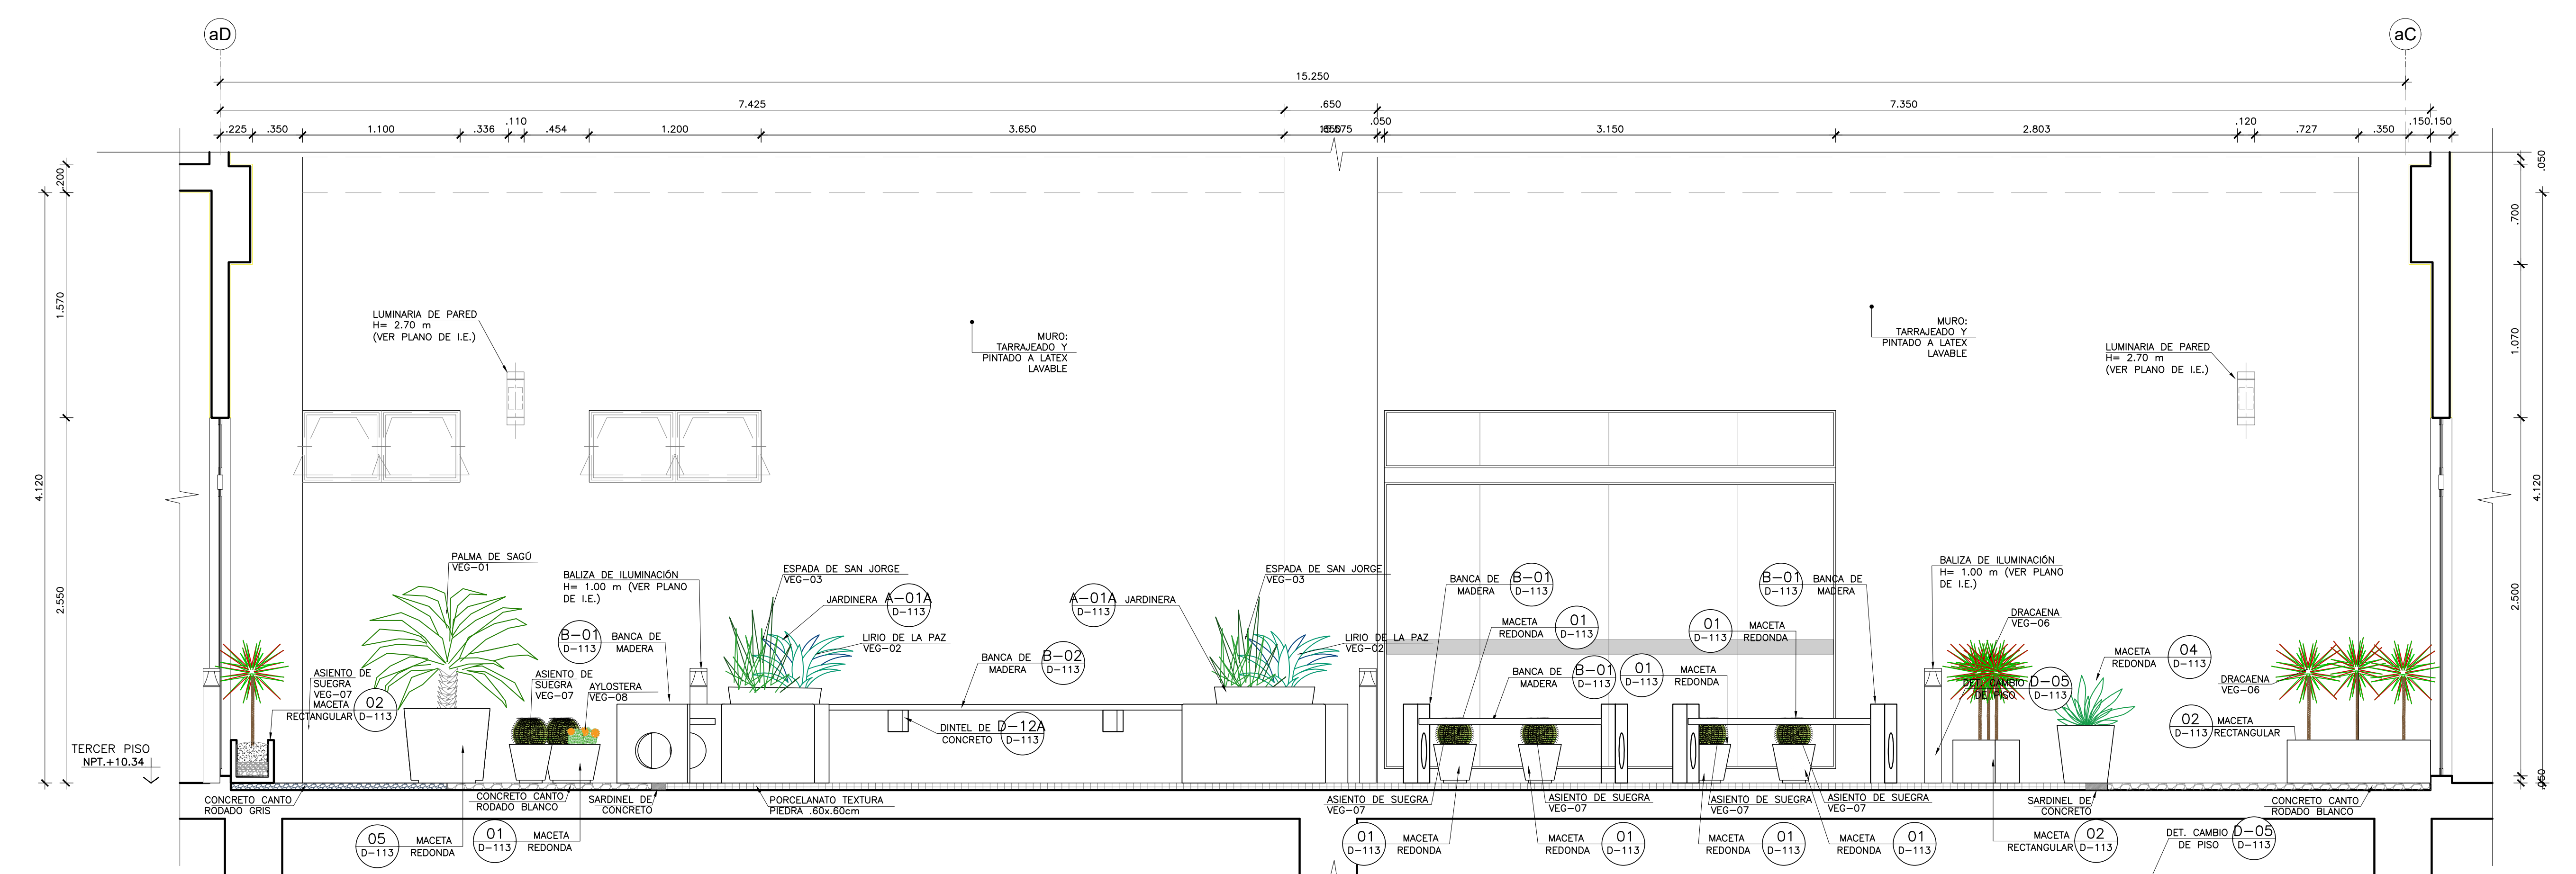 aD
aC
15.250
7.425
.650
7.350
.225
.350
1.100
.336
.110
.454
1.200
3.650
.050
3.150
2.803
.120
.727
.350
.150
.150
.200
1.570
4.120
2.550
.050
.700
1.070
4.120
2.500
.050
LUMINARIA DE PARED
H= 2.70 m
(VER PLANO DE I.E.)
MURO:
TARRAJEADO Y
PINTADO A LATEX
LAVABLE
MURO:
TARRAJEADO Y
PINTADO A LATEX
LAVABLE
LUMINARIA DE PARED
H= 2.70 m
(VER PLANO DE I.E.)
PALMA DE SAGÚ
VEG-01
BALIZA DE ILUMINACIÓN
H= 1.00 m (VER PLANO
DE I.E.)
ESPADA DE SAN JORGE
VEG-03
JARDINERA
A-01A
D-113
LIRIO DE LA PAZ
VEG-02
B-01
D-113
BANCA DE
MADERA
ASIENTO DE
SUEGRA
VEG-07
MACETA
RECTANGULAR
02
D-113
ASIENTO DE
SUEGRA
VEG-07
AYLOSTERA
VEG-08
BANCA DE
MADERA
B-02
D-113
DINTEL DE
CONCRETO
D-12A
D-113
A-01A
D-113
JARDINERA
ESPADA DE SAN JORGE
VEG-03
LIRIO DE LA PAZ
VEG-02
BANCA DE
MADERA
B-01
D-113
MACETA
REDONDA
01
D-113
BANCA DE
MADERA
B-01
D-113
01
D-113
MACETA
REDONDA
01
D-113
MACETA
REDONDA
B-01
D-113
BANCA DE
MADERA
BALIZA DE ILUMINACIÓN
H= 1.00 m (VER PLANO
DE I.E.)
DRACAENA
VEG-06
DET. CAMBIO
DE PISO
D-05
D-113
MACETA
REDONDA
04
D-113
DRACAENA
VEG-06
02
D-113
MACETA
RECTANGULAR
TERCER PISO
NPT.+10.34
CONCRETO CANTO
RODADO GRIS
CONCRETO CANTO
RODADO BLANCO
SARDINEL DE
CONCRETO
PORCELANATO TEXTURA
PIEDRA .60x.60cm
ASIENTO DE SUEGRA
VEG-07
ASIENTO DE SUEGRA
VEG-07
ASIENTO DE SUEGRA
VEG-07
ASIENTO DE SUEGRA
VEG-07
SARDINEL DE
CONCRETO
CONCRETO CANTO
RODADO BLANCO
05
D-113
MACETA
REDONDA
01
D-113
MACETA
REDONDA
01
D-113
MACETA
REDONDA
MACETA
REDONDA
01
D-113
MACETA
REDONDA
01
D-113
MACETA
REDONDA
01
D-113
MACETA
RECTANGULAR
02
D-113
DET. CAMBIO
DE PISO
D-05
D-113